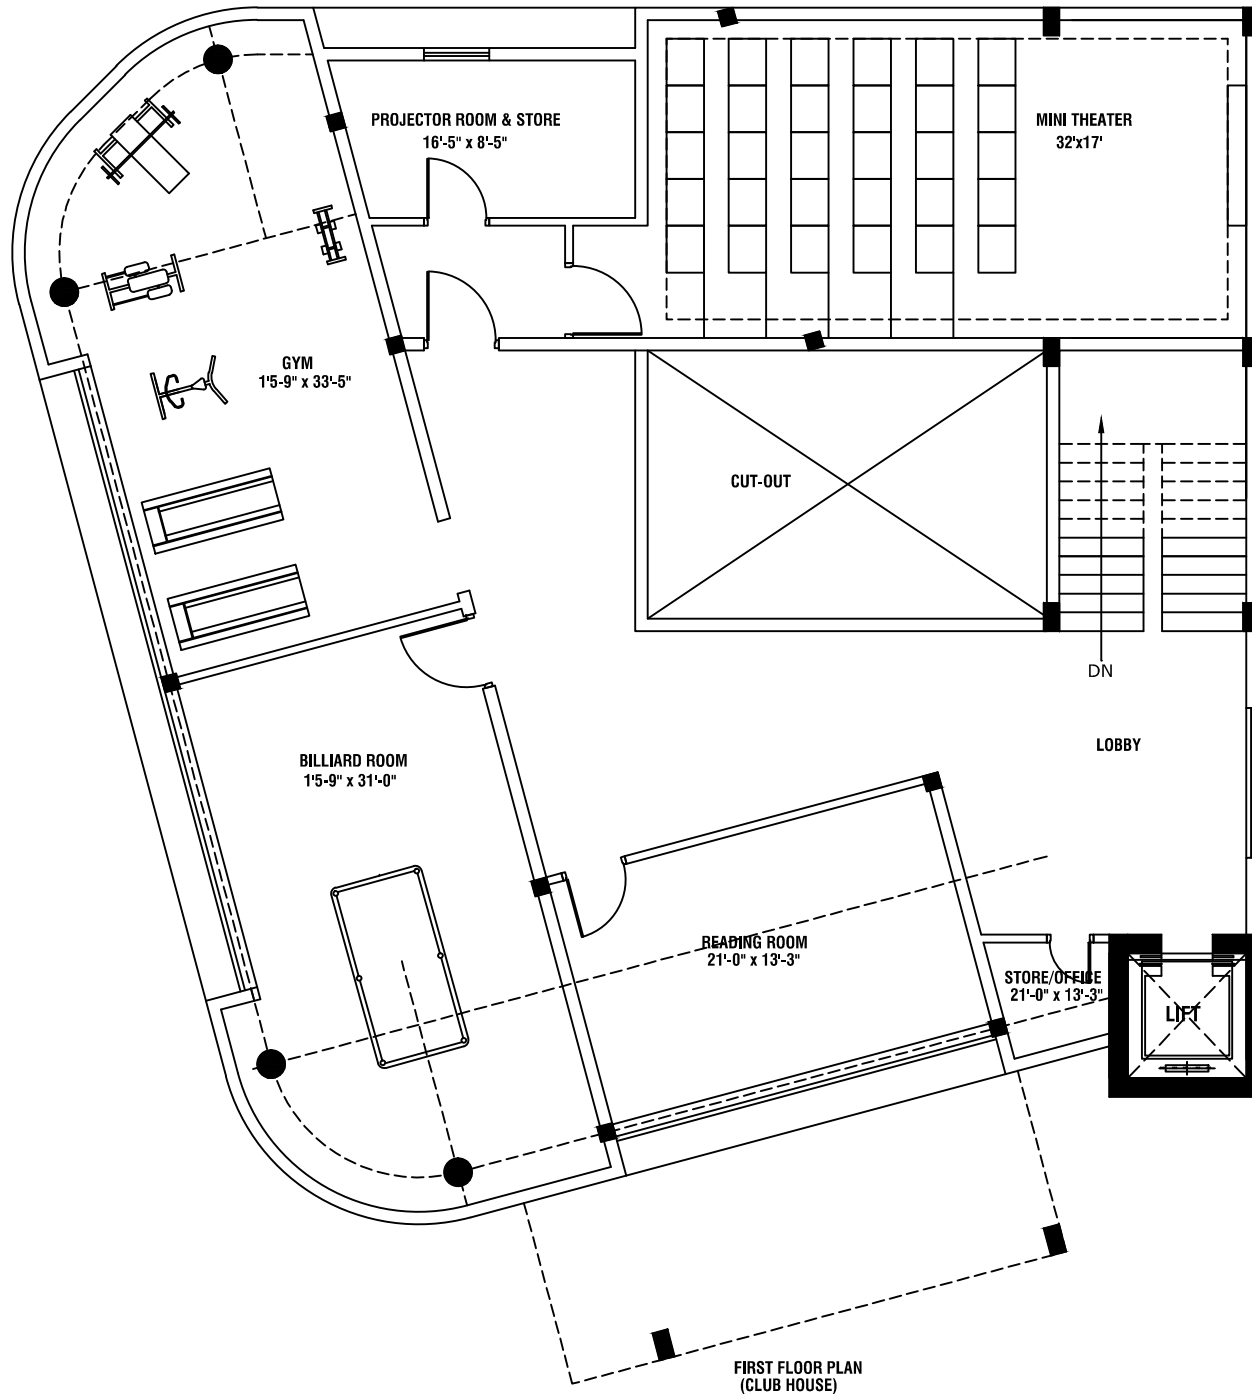 PROJECTOR ROOM & STORE
16'-5" x 8'-5"
MINI THEATER
32'x17'
GYM
1'5-9" x 33'-5"
CUT-OUT
DN
LOBBY
BILLIARD ROOM
1'5-9" x 31'-0"
READING ROOM
21'-0" x 13'-3"
STORE/OFFICE
21'-0" x 13'-3"
LIFT
FIRST FLOOR PLAN
(CLUB HOUSE)